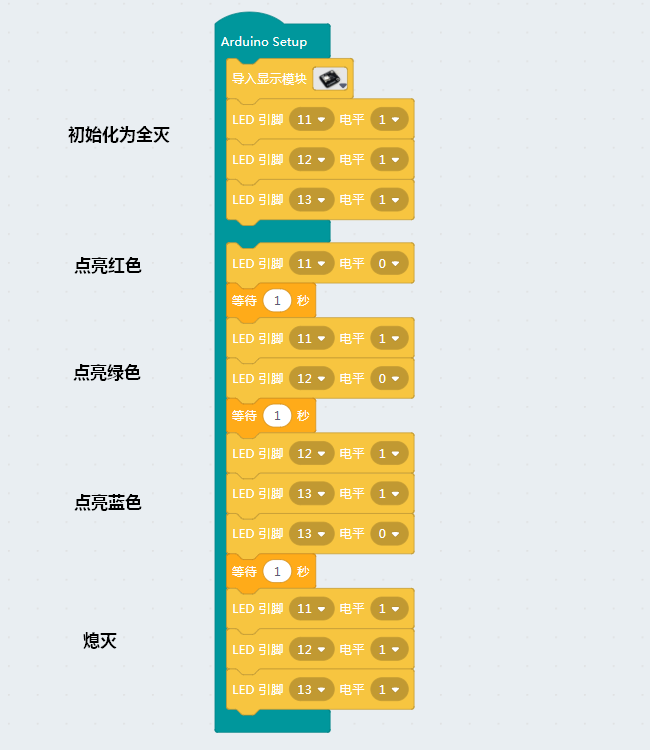 Arduino Setup
导入显示模块
初始化为全灭
LED 引脚 11 电平 1
LED 引脚 12 电平 1
LED 引脚 13 电平 1
点亮红色
LED 引脚 11 电平 0
等待 1 秒
LED 引脚 11 电平 1
点亮绿色
LED 引脚 12 电平 0
等待 1 秒
LED 引脚 12 电平 1
点亮蓝色
LED 引脚 13 电平 1
LED 引脚 13 电平 0
等待 1 秒
LED 引脚 11 电平 1
熄灭
LED 引脚 12 电平 1
LED 引脚 13 电平 1